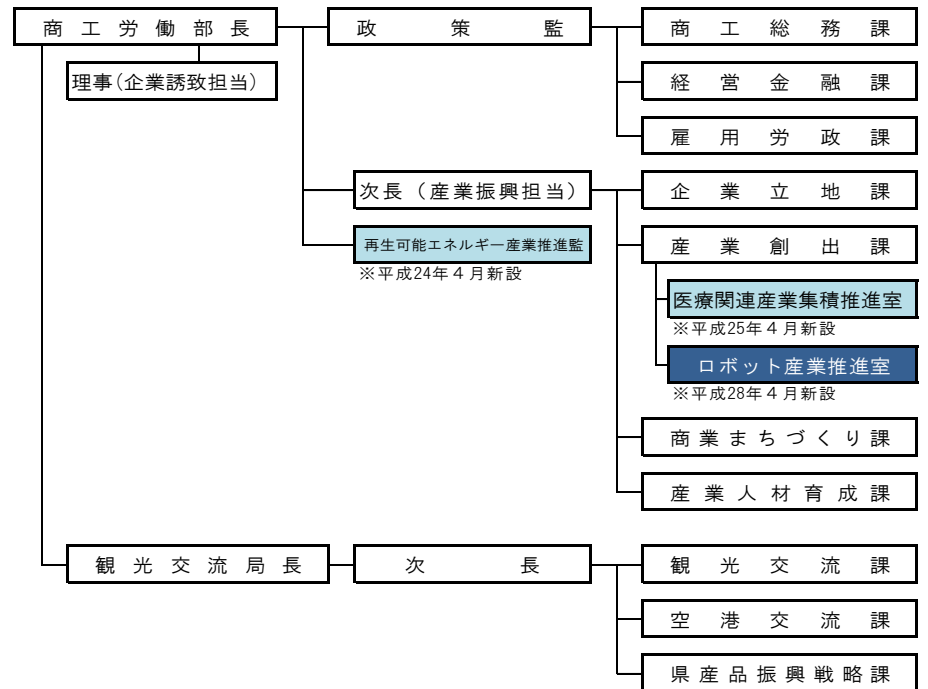 商工労働部長
政策監
商工総務課
理事(企業誘致担当)
経営金融課
雇用労政課
次長（産業振興担当）
企業立地課
再生可能エネルギー産業推進監
※平成24年４月新設
産業創出課
医療関連産業集積推進室
※平成25年４月新設
ロボット産業推進室
※平成28年４月新設
商業まちづくり課
産業人材育成課
観光交流局長
次長
観光交流課
空港交流課
県産品振興戦略課